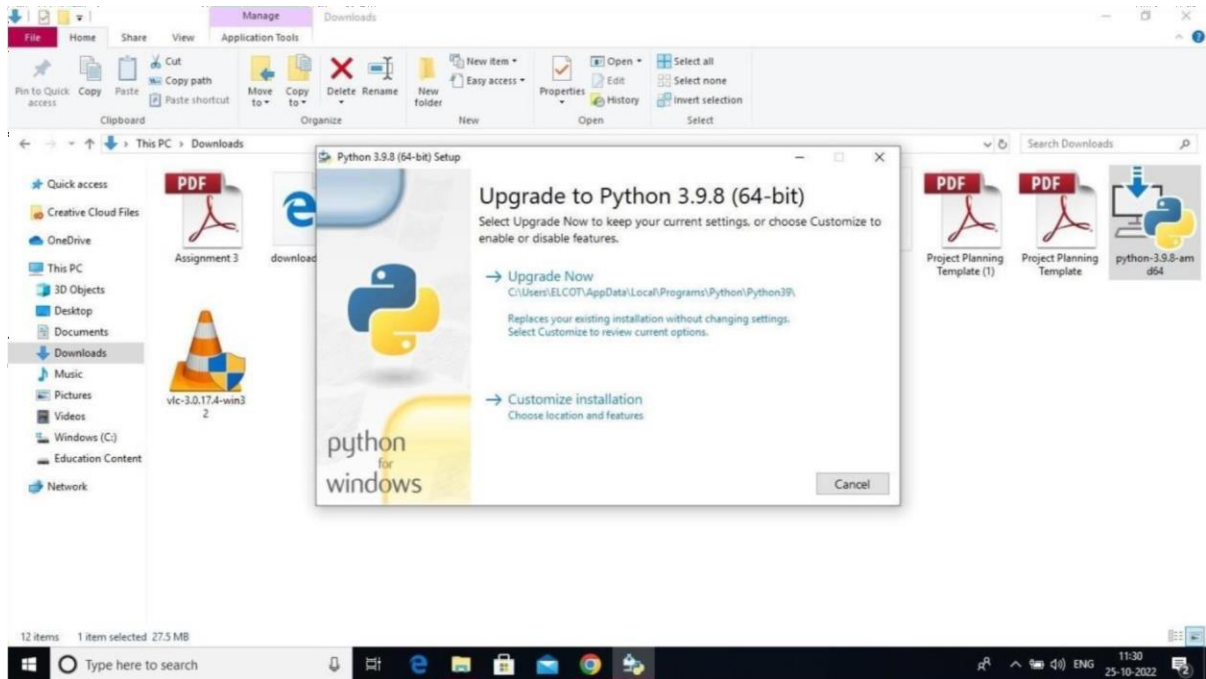 Manage
Downloads
File Home Share View Application Tools
Pin to Quick access
Copy
Paste
Cut
Copy path
Paste shortcut
Clipboard
Move to
Copy to
Delete
Rename
Organize
New folder
New item
Easy access
New
Properties
Open
Edit
History
Open
Select all
Select none
Invert selection
Select
This PC > Downloads
Search Downloads
Quick access
Creative Cloud Files
OneDrive
This PC
3D Objects
Desktop
Documents
Downloads
Music
Pictures
Videos
Windows (C:)
Education Content
Network
PDF
Assignment 3
download
vlc-3.0.17.4-win3
2
Python 3.9.8 (64-bit) Setup
Upgrade to Python 3.9.8 (64-bit)
Select Upgrade Now to keep your current settings, or choose Customize to
enable or disable features.
Upgrade Now
C:\Users\ELCOT\AppData\Local\Programs\Python\Python39\
Replaces your existing installation without changing settings.
Select Customize to review current options.
Customize installation
Choose location and features
python
for
windows
Cancel
PDF
Project Planning
Template (1)
PDF
Project Planning
Template
python-3.9.8-am
d64
12 items 1 item selected 27.5 MB
Type here to search
ENG
11:30
25-10-2022
2